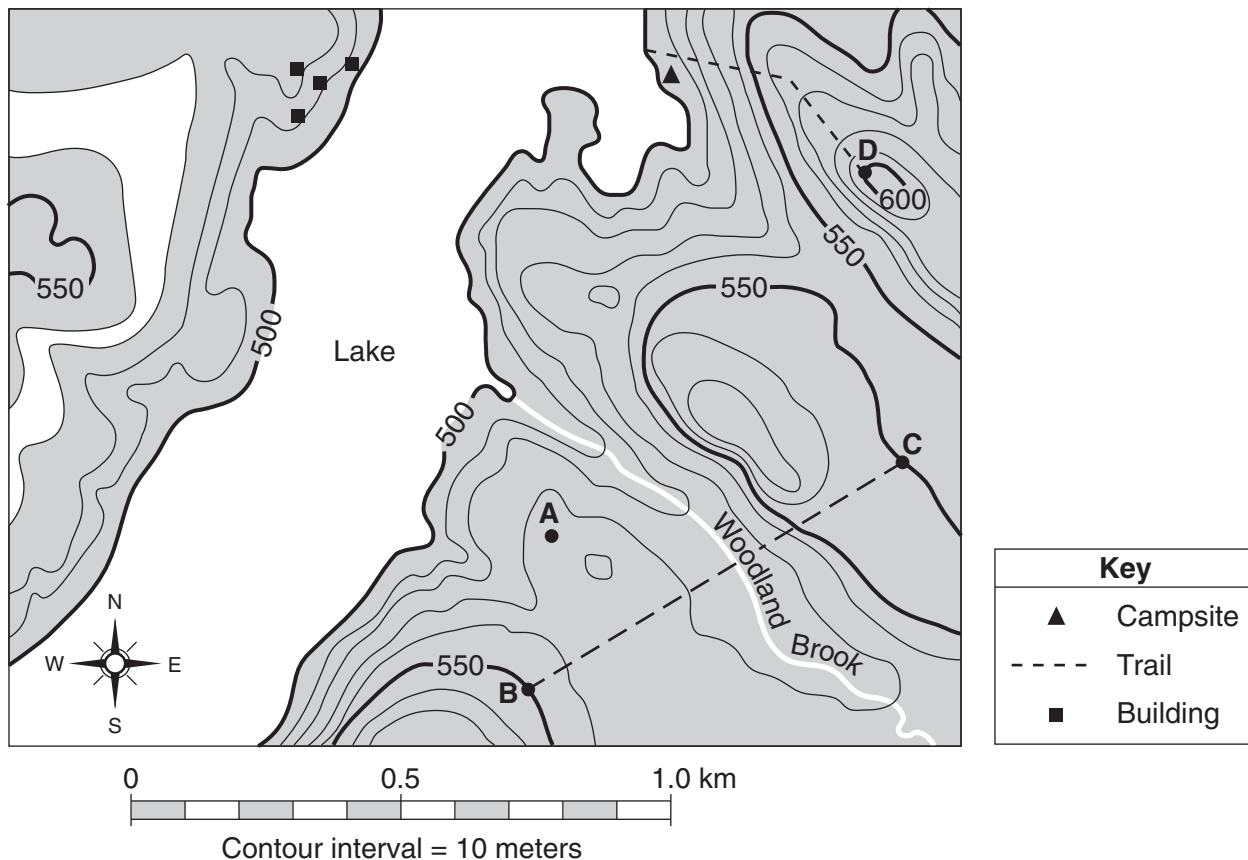 D
600
550
550
550
500
Lake
500
C
A
Woodland
Brook
550
B
N
W E
S
Key
Campsite
Trail
Building
0 0.5 1.0 km
Contour interval = 10 meters